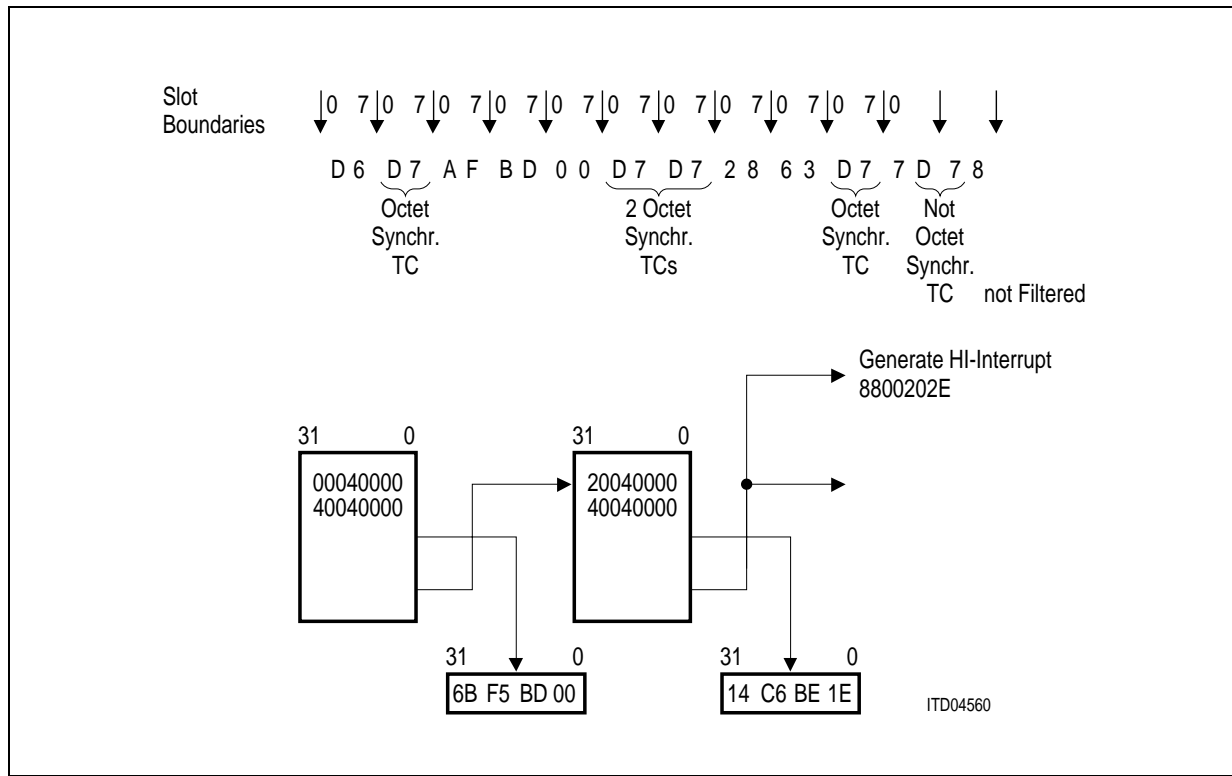 Slot
Boundaries
0 7 0 7 0 7 0 7 0 7 0 7 0 7 0 7 0 7 0 7 0
D 6 D 7 A F B D 0 0 D 7 D 7 2 8 6 3 D 7 7 D 7 8
Octet
Synchr.
TC
2 Octet
Synchr.
TCs
Octet
Synchr.
TC
Not
Octet
Synchr.
TC
not Filtered
Generate HI-Interrupt
8800202E
31 0
00040000
40040000
31 0
20040000
40040000
31 0
6B F5 BD 00
31 0
14 C6 BE 1E
ITD04560